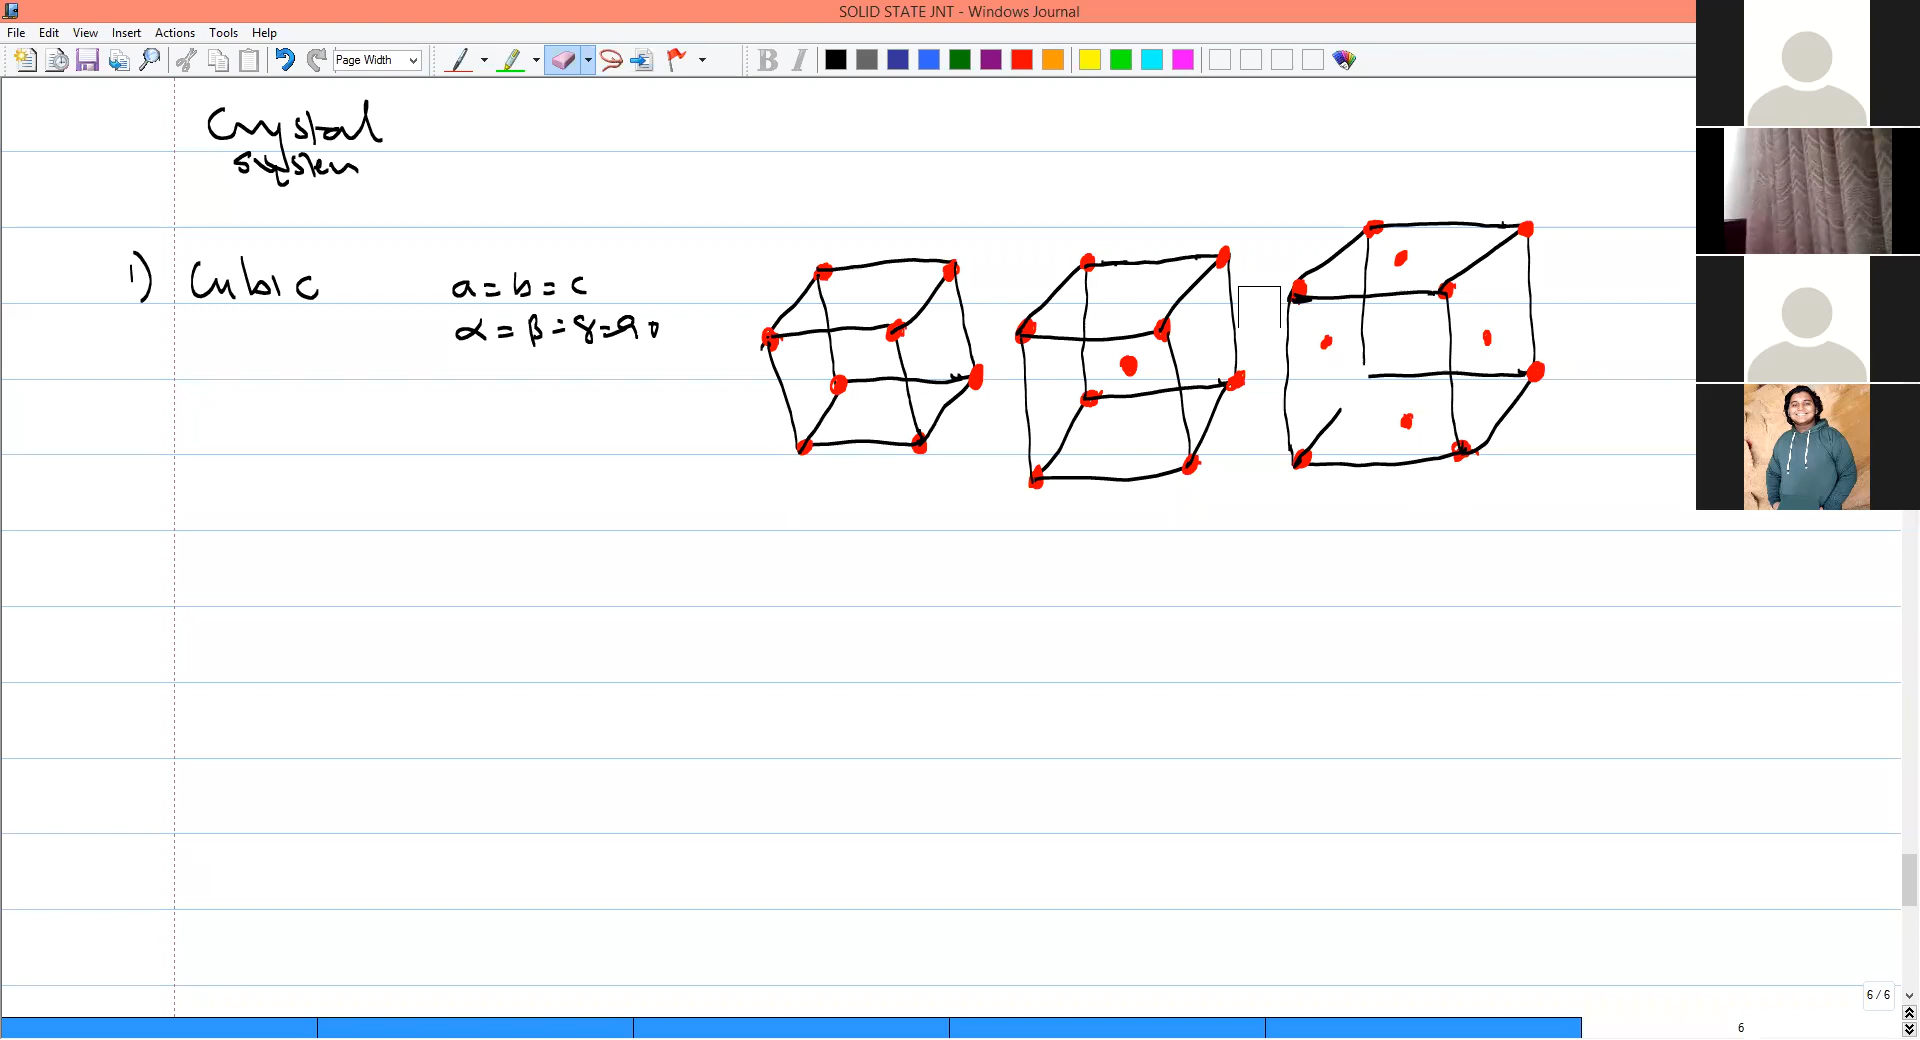 SOLID STATE JNT - Windows Journal
File Edit View Insert Actions Tools Help
Page Width
B I
Crystal
system
1) Cubic
a = b = c
α = β = γ = 90
6 / 6
6